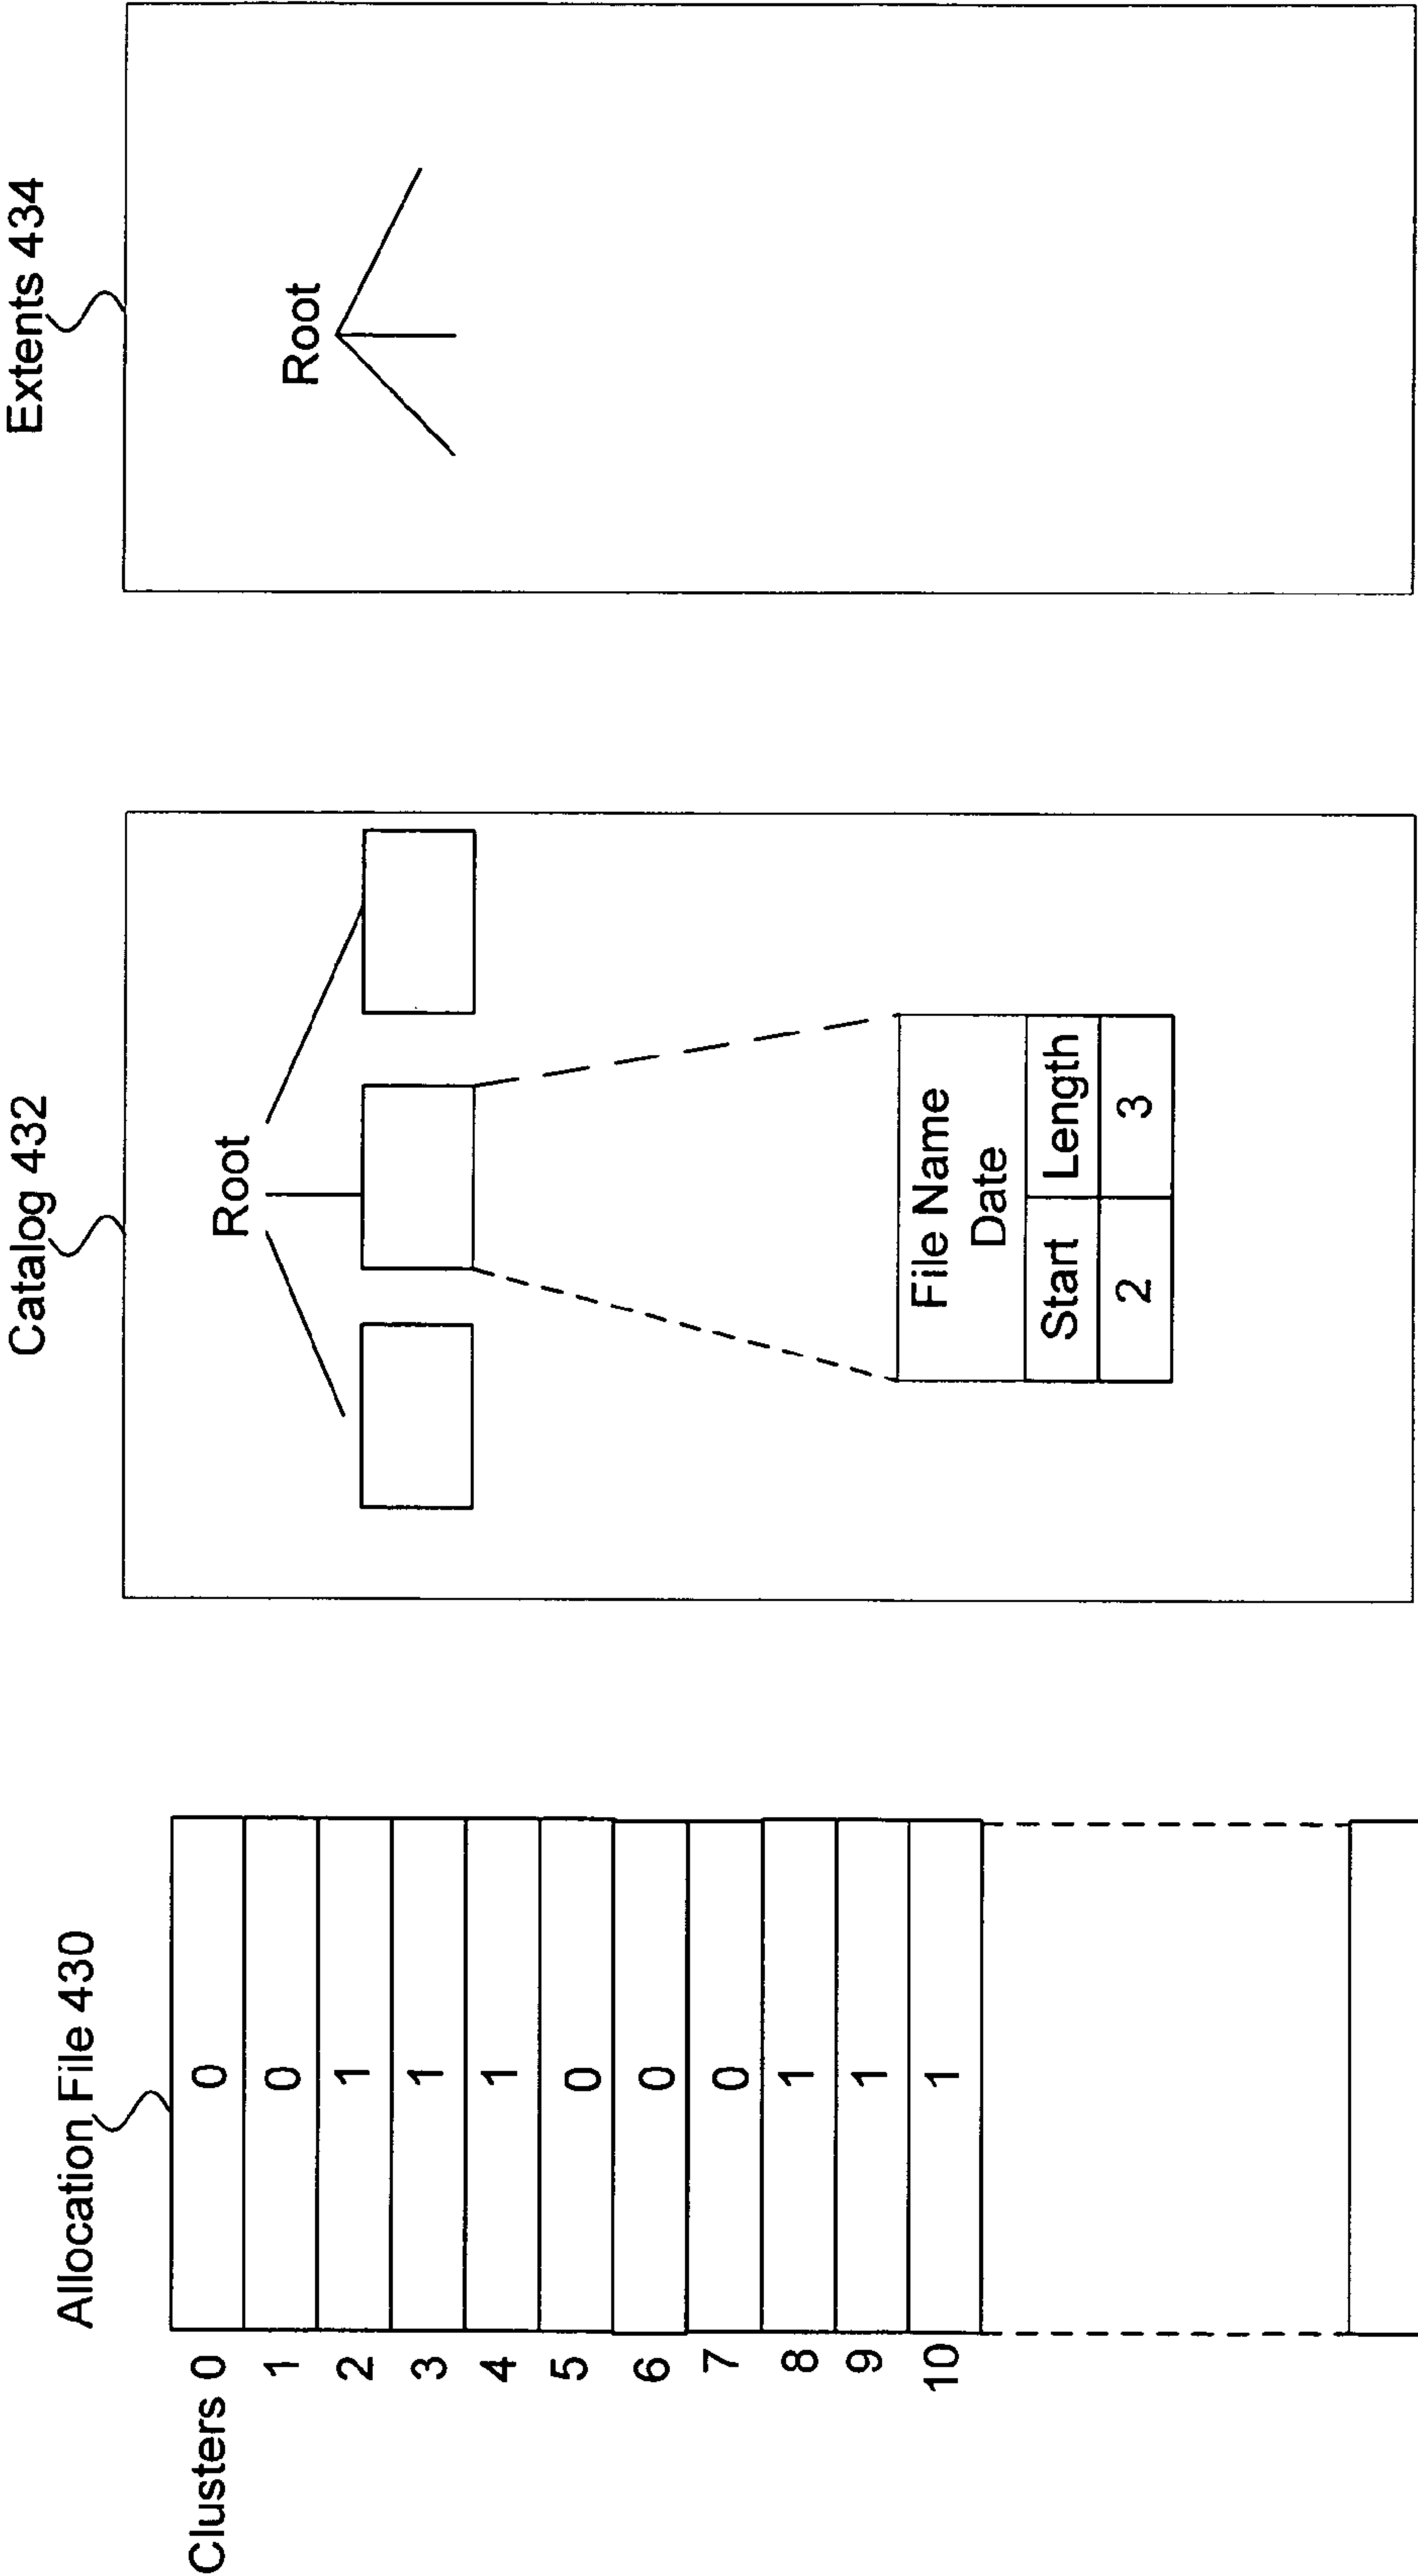 Allocation File 430
Clusters 0 0
1 0
2 1
3 1
4 1
5 0
6 0
7 0
8 1
9 1
10 1
Catalog 432
Root
File Name
Date
Start Length
2 3
Extents 434
Root